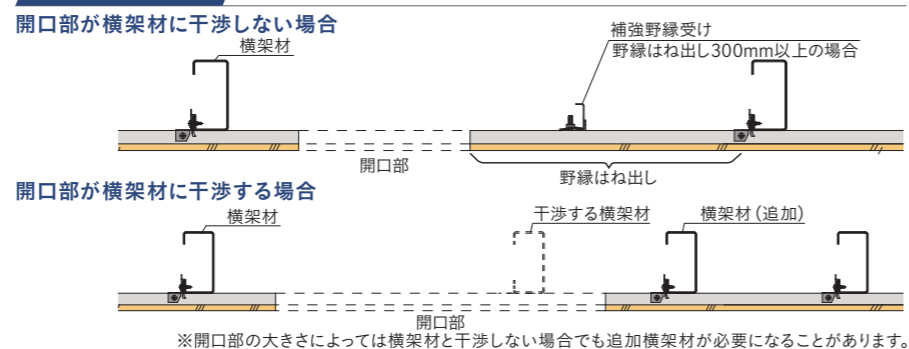 開口部が横架材に干渉しない場合
横架材
補強野縁受け
野縁はね出し300mm以上の場合
開口部
野縁はね出し
開口部が横架材に干渉する場合
横架材
干渉する横架材
横架材（追加）
開口部
※開口部の大きさによっては横架材と干渉しない場合でも追加横架材が必要になることがあります。